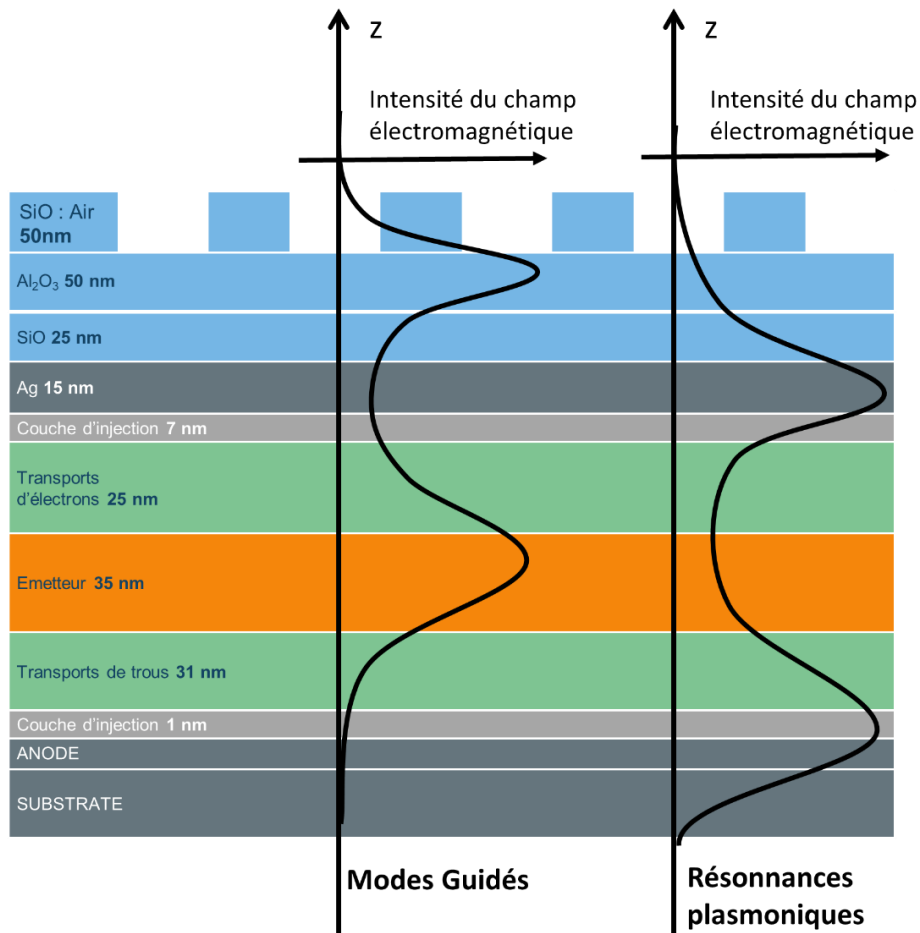 z
z
Intensité du champ
électromagnétique
Intensité du champ
électromagnétique
SiO : Air
50nm
Al₂O₃ 50 nm
SiO 25 nm
Ag 15 nm
Couche d'injection 7 nm
Transports
d'électrons 25 nm
Emetteur 35 nm
Transports de trous 31 nm
Couche d'injection 1 nm
ANODE
SUBSTRATE
Modes Guidés
Résonnances
plasmoniques